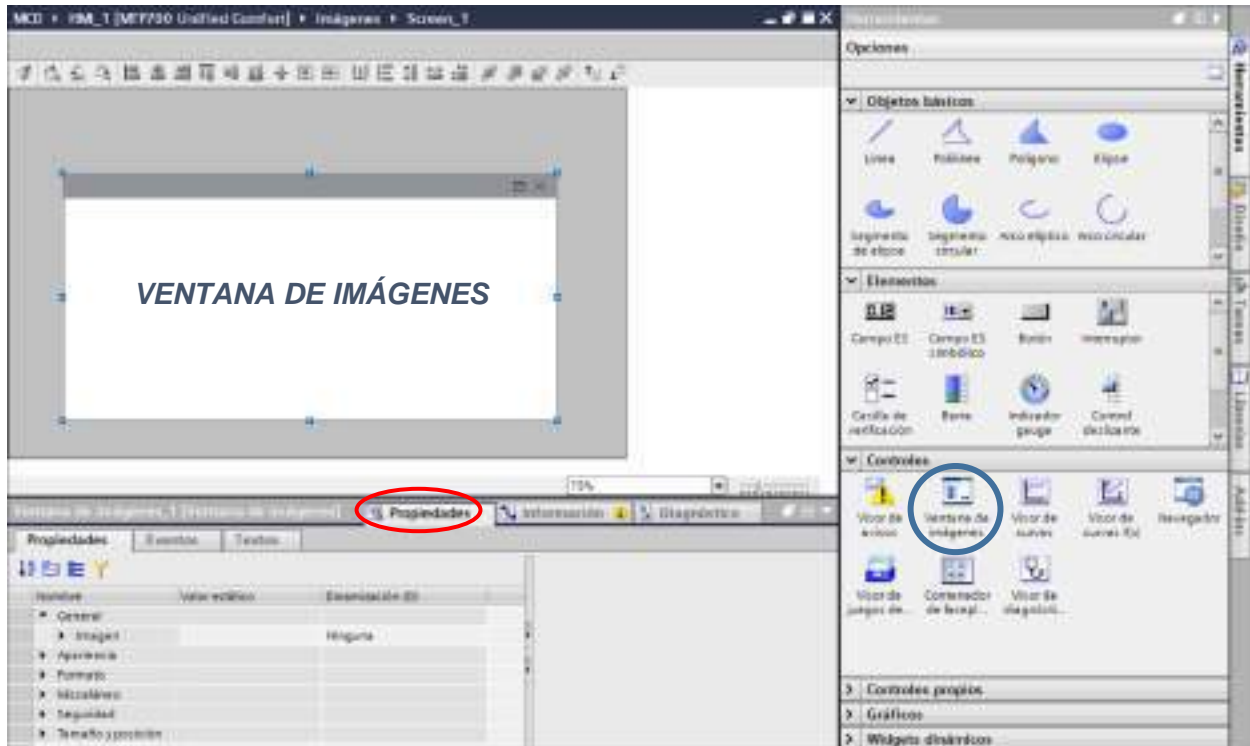 MCD ▸ HMI_1 [MTP700 Unified Comfort] ▸ Imágenes ▸ Screen_1
VENTANA DE IMÁGENES
75%
Propiedades
Información
Diagnóstico
Propiedades
Eventos
Textos
Nombre
Valor estático
Dinamización (0)
General
Imagen
Ninguna
Apariencia
Formato
Misceláneo
Seguridad
Tamaño y posición
Herramientas
Opciones
Objetos básicos
Línea
Polilínea
Polígono
Elipse
Segmento
de elipse
Segmento
circular
Arco elíptico
Arco circular
Elementos
Campo ES
Campo ES
simbólico
Botón
Interruptor
Casilla de
verificación
Barra
Indicador
gauge
Control
deslizante
Controles
Visor de
avisos
Ventana de
imágenes
Visor de
curvas
Visor de
curvas f(x)
Navegador
Visor de
juegos de...
Contenedor
de facepl...
Visor de
diagnósti...
Controles propios
Gráficos
Widgets dinámicos
Herramientas
Diseño
Tareas
Librerías
Add-Ins